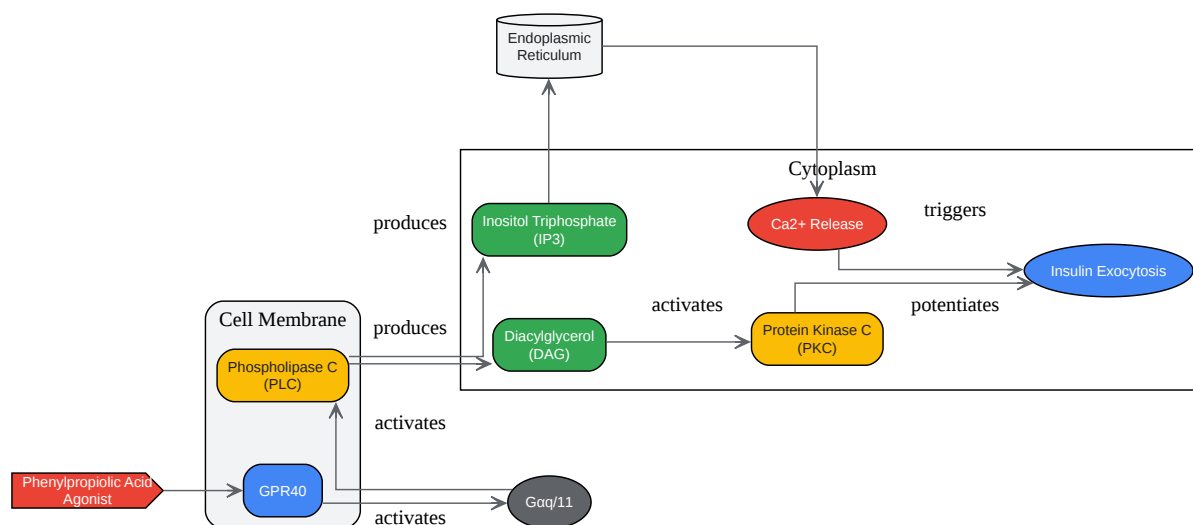 Endoplasmic
Reticulum
Cytoplasm
produces
Inositol Triphosphate
(IP3)
Ca2+ Release
triggers
Insulin Exocytosis
Cell Membrane
produces
Diacylglycerol
(DAG)
activates
Protein Kinase C
(PKC)
potentiates
Phospholipase C
(PLC)
activates
Phenylpropiolic Acid
Agonist
GPR40
Gαq/11
activates